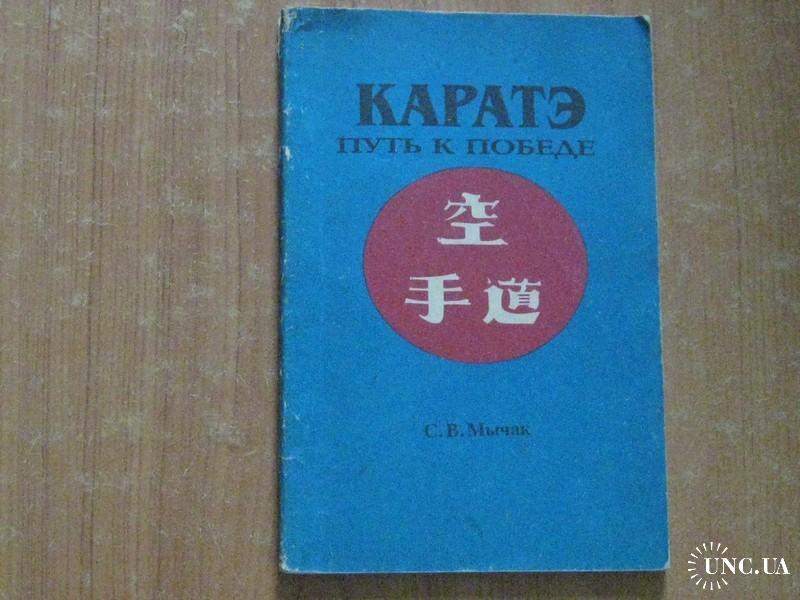 КАРАТЭ
ПУТЬ К ПОБЕДЕ
空
手道
С. В. Мычак
UNC.UA